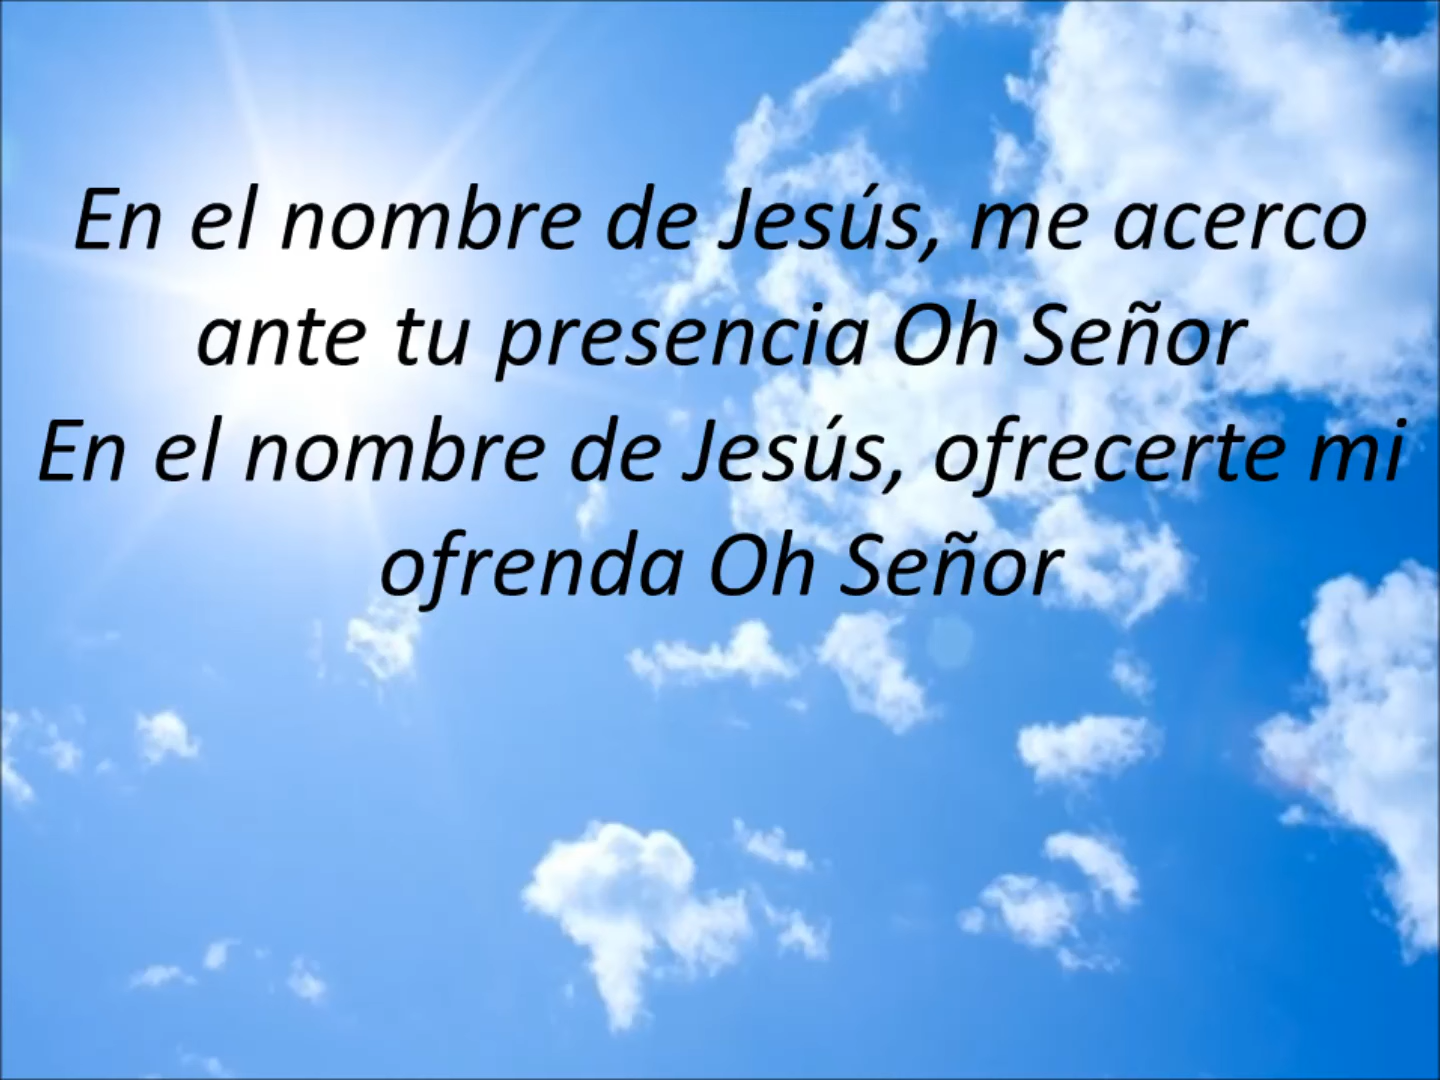 En el nombre de Jesús, me acerco
ante tu presencia Oh Señor
En el nombre de Jesús, ofrecerte mi
ofrenda Oh Señor